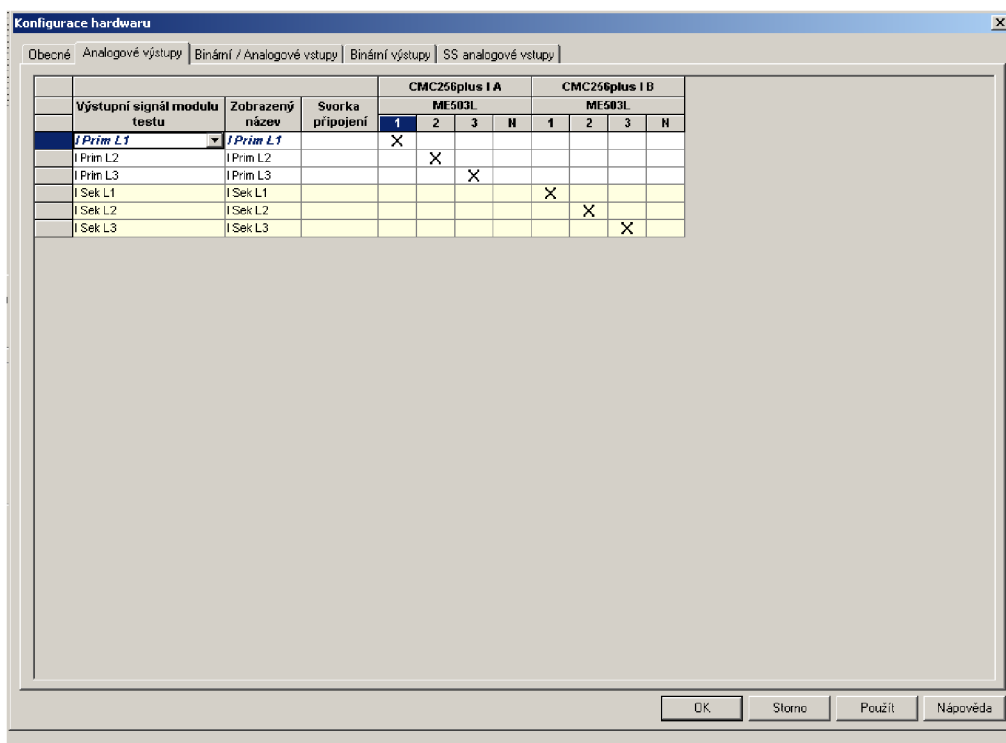 Konfigurace hardwaru
Obecné Analogové výstupy Binární / Analogové vstupy Binární výstupy SS analogové vstupy
CMC256plus I A CMC256plus I B
Výstupní signál modulu testu Zobrazený název Svorka připojení ME503L ME503L
1 2 3 N 1 2 3 N
I Prim L1 I Prim L1 X
I Prim L2 I Prim L2 X
I Prim L3 I Prim L3 X
I Sek L1 I Sek L1 X
I Sek L2 I Sek L2 X
I Sek L3 I Sek L3 X
OK Storno Použít Nápověda